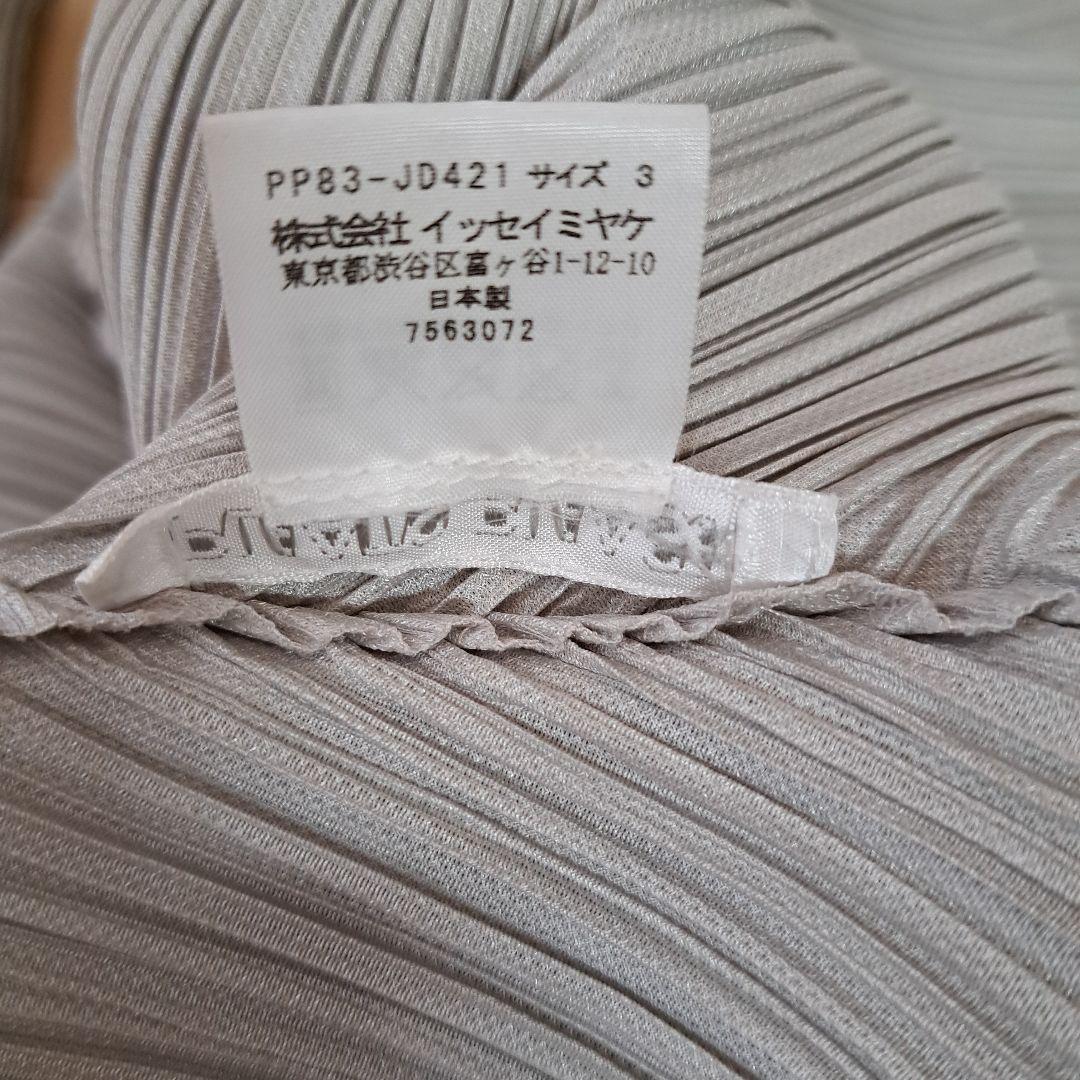 PP83-JD421 サイズ 3
株式会社 イッセイミヤケ
東京都渋谷区富ヶ谷1-12-10
日本製
7563072